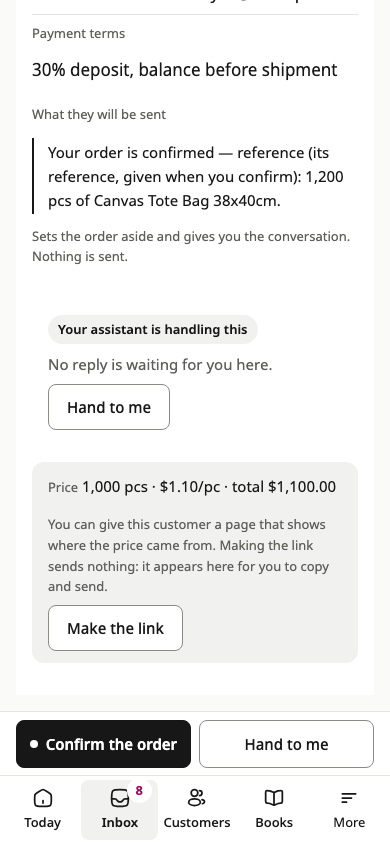 Payment terms
30% deposit, balance before shipment
What they will be sent
Your order is confirmed — reference (its
reference, given when you confirm): 1,200
pcs of Canvas Tote Bag 38x40cm.
Sets the order aside and gives you the conversation.
Nothing is sent.
Your assistant is handling this
No reply is waiting for you here.
Hand to me
Price 1,000 pcs · $1.10/pc · total $1,100.00
You can give this customer a page that shows
where the price came from. Making the link
sends nothing: it appears here for you to copy
and send.
Make the link
Confirm the order
Hand to me
8
Today
Inbox
Customers
Books
More